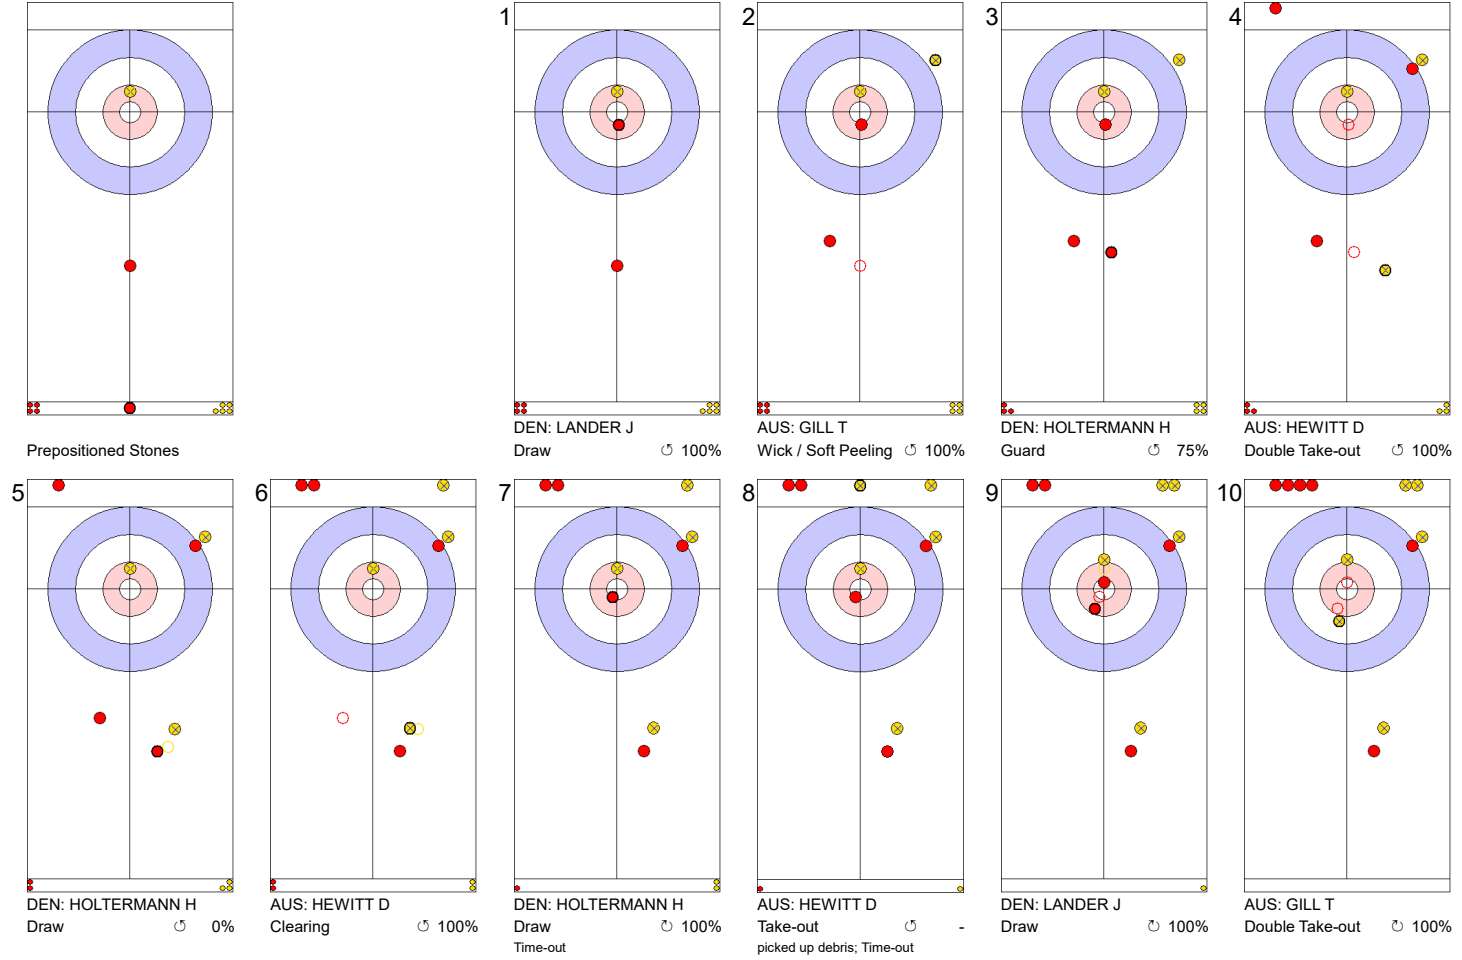 1
2
3
4
Prepositioned Stones
DEN: LANDER J
Draw ↺ 100%
AUS: GILL T
Wick / Soft Peeling ↺ 100%
DEN: HOLTERMANN H
Guard ↺ 75%
AUS: HEWITT D
Double Take-out ↻ 100%
5
6
7
8
9
10
DEN: HOLTERMANN H
Draw ↺ 0%
AUS: HEWITT D
Clearing ↺ 100%
DEN: HOLTERMANN H
Draw ↻ 100%
Time-out
AUS: HEWITT D
Take-out ↺ -
picked up debris; Time-out
DEN: LANDER J
Draw ↻ 100%
AUS: GILL T
Double Take-out ↻ 100%